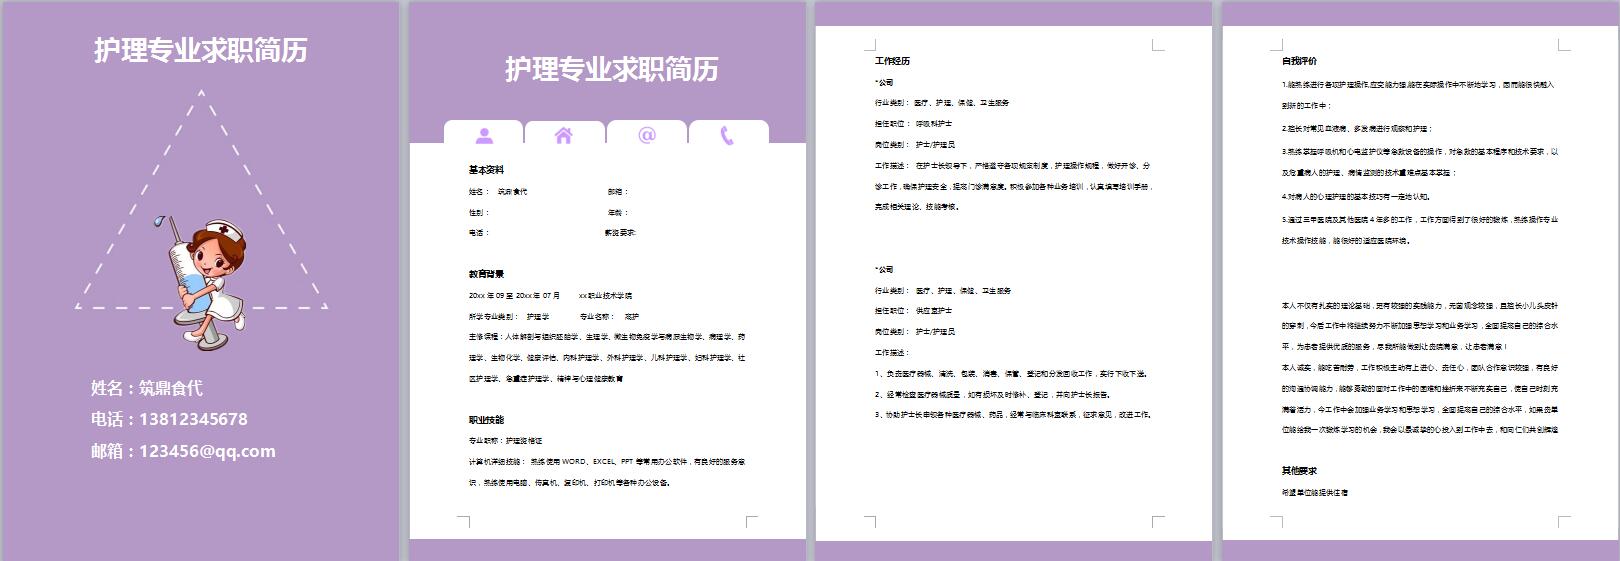 护理专业求职简历
姓名：筑鼎食代
电话：13812345678
邮箱：123456@qq.com
护理专业求职简历
@
基本资料
姓名： 筑鼎食代 邮箱：
性别： 年龄：
电话： 薪资要求:
教育背景
20xx 年 09 至 20xx 年 07 月 xx职业技术学院
所学专业类别： 护理学 专业名称： 高护
主修课程：人体解剖与组织胚胎学、生理学、微生物免疫学与病原生物学、病理学、药
理学、生物化学、健康评估、内科护理学、外科护理学、儿科护理学、妇科护理学、社
区护理学、急重症护理学、精神与心理健康教育
职业技能
专业职称：护理资格证
计算机详细技能： 熟练使用 WORD、EXCEL、PPT 等常用办公软件，有良好的服务意
识，熟练使用电脑、传真机、复印机、打印机等各种办公设备。
工作经历
*公司
行业类别： 医疗、护理、保健、卫生服务
担任职位： 呼吸科护士
岗位类别： 护士/护理员
工作描述： 在护士长领导下，严格遵守各项规定制度，护理操作规程，做好开诊、分
诊工作，确保护理安全，提高门诊满意度。积极参加各种业务培训，认真填写培训手册，
完成相关理论、技能考核。
*公司
行业类别： 医疗、护理、保健、卫生服务
担任职位： 供应室护士
岗位类别： 护士/护理员
工作描述：
1、负责医疗器械、清洗、包装、消毒、保管、登记和分发回收工作，实行下收下送。
2、经常检查医疗器械质量，如有损坏及时修补、登记，并向护士长报告。
3、协助护士长申领各种医疗器械、药品，经常与临床科室联系，征求意见，改进工作。
自我评价
1.能熟练进行各项护理操作,应变能力强,能在实际操作中不断地学习，因而能很快融入
到新的工作中；
2.擅长对常见血液病、多发病进行观察和护理；
3.熟练掌握呼吸机和心电监护仪等急救设备的操作，对急救的基本程序和技术要求，以
及危重病人的护理、病情监测的技术重难点基本掌握；
4.对病人的心理护理的基本技巧有一定地认知。
5.通过三甲医院及其他医院 4 年多的工作，工作方面得到了很好的锻炼，熟练操作专业
技术操作技能，能很好的适应医院环境。
本人不仅有扎实的理论基础，更有较强的实践能力，无菌观念较强，且擅长小儿头皮针
的穿刺，今后工作中将继续努力不断加强思想学习和业务学习，全面提高自己的综合水
平，为患者提供优质的服务，尽我所能做到让贵院满意，让患者满意！
本人诚实，能吃苦耐劳，工作积极主动有上进心、责任心，团队合作意识较强，有良好
的沟通协调能力，能够勇敢的面对工作中的困难和挫折来不断充实自己，使自己时刻充
满着活力，今工作中会加强业务学习和思想学习，全面提高自己的综合水平，如果贵单
位能给我一次锻炼学习的机会，我会以最诚挚的心投入到工作中去，和同仁们共创辉煌
其他要求
希望单位能提供住宿